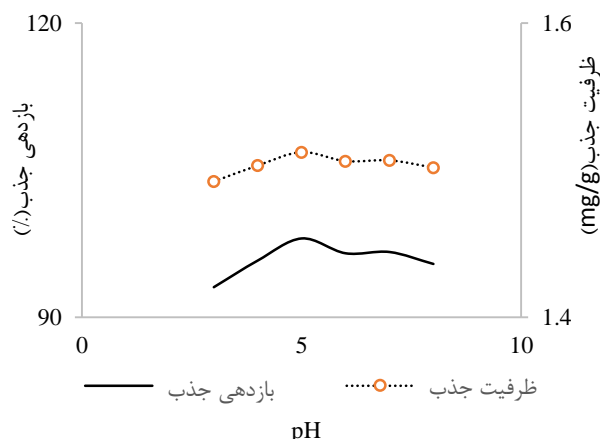 120
1.6
بازدهی جذب(٪)
ظرفیت جذب(mg/g)
90
1.4
0
5
10
بازدهی جذب
ظرفیت جذب
pH